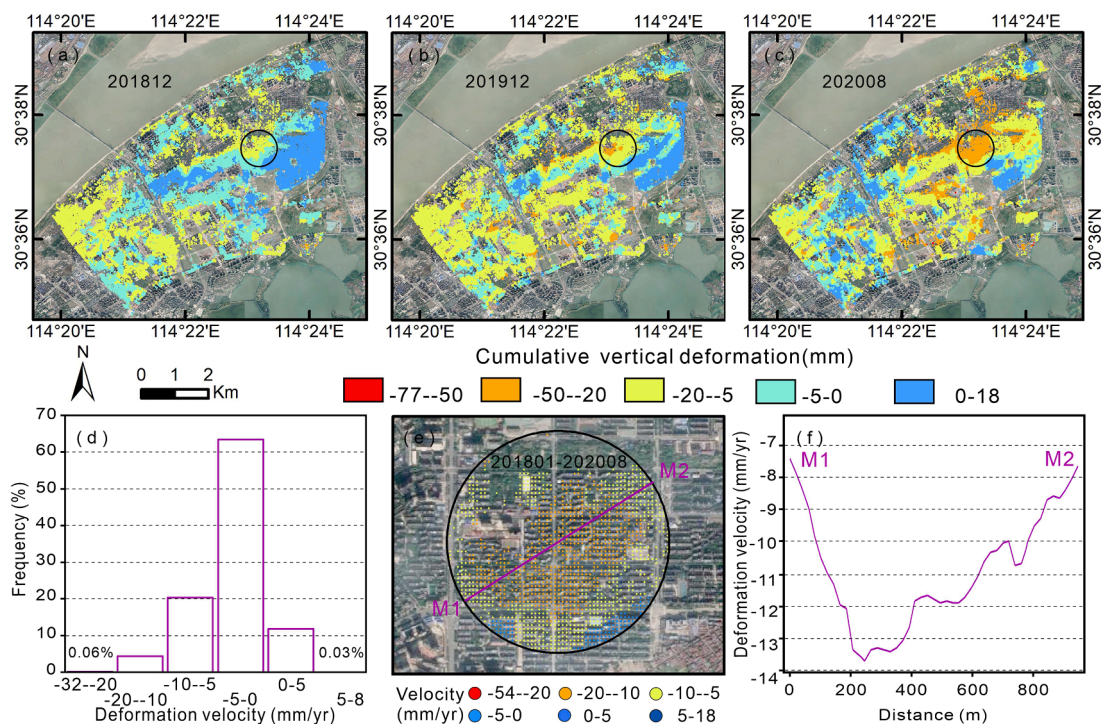 114°20'E 114°22'E 114°24'E 114°20'E 114°22'E 114°24'E 114°20'E 114°22'E 114°24'E
(a) (b) (c)
201812 201912 202008
30°38'N 30°38'N 30°38'N 30°38'N
30°36'N 30°36'N 30°36'N 30°36'N
114°20'E 114°22'E 114°24'E 114°20'E 114°22'E 114°24'E 114°20'E 114°22'E 114°24'E
N
0 1 2
Km
Cumulative vertical deformation(mm)
-77--50 -50--20 -20--5 -5-0 0-18
(d)
Frequency (%)
70
60
50
40
30
20
10
0
0.06% 0.03%
-32--20 -10--5 0-5
-20--10 -5-0 5-8
Deformation velocity (mm/yr)
(e)
201801-202008
M2
M1
Velocity -54--20 -20--10 -10--5
(mm/yr) -5-0 0-5 5-18
(f)
Deformation velocity (mm/yr)
-7
-8
-9
-10
-11
-12
-13
-14
M1 M2
0 200 400 600 800
Distance (m)